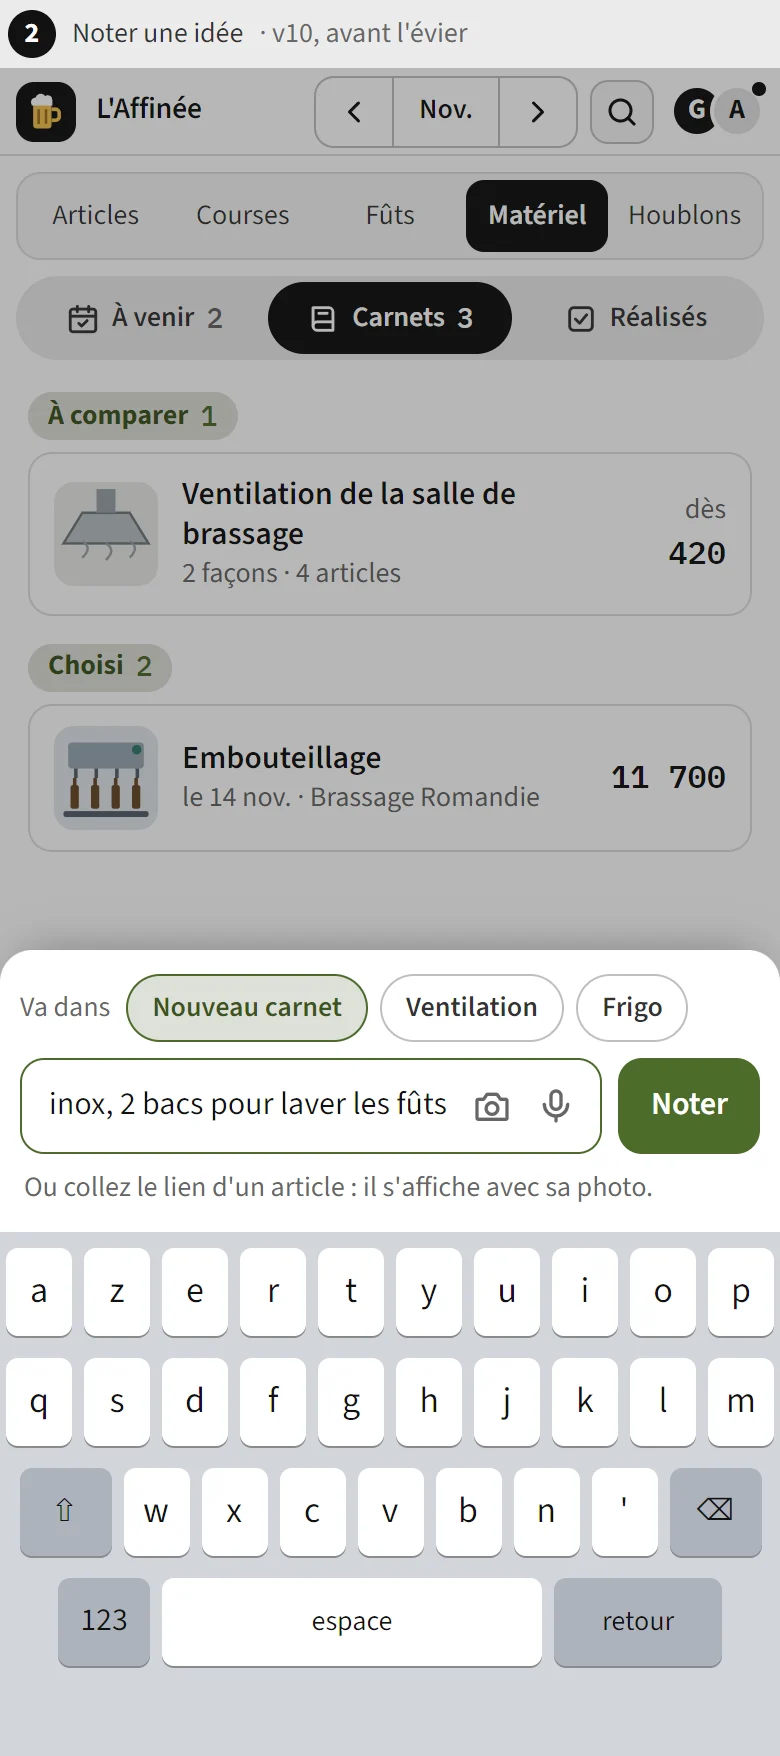 2 Noter une idée · v10, avant l'évier
L'Affinée
Nov.
G A
Articles Courses Fûts Matériel Houblons
À venir 2 Carnets 3 Réalisés
À comparer 1
Ventilation de la salle de
brassage
2 façons · 4 articles
dès
420
Choisi 2
Embouteillage
le 14 nov. · Brassage Romandie
11 700
Va dans Nouveau carnet Ventilation Frigo
inox, 2 bacs pour laver les fûts Noter
Ou collez le lien d'un article : il s'affiche avec sa photo.
a z e r t y u i o p
q s d f g h j k l m
⇧ w x c v b n ' ⌫
123 espace retour